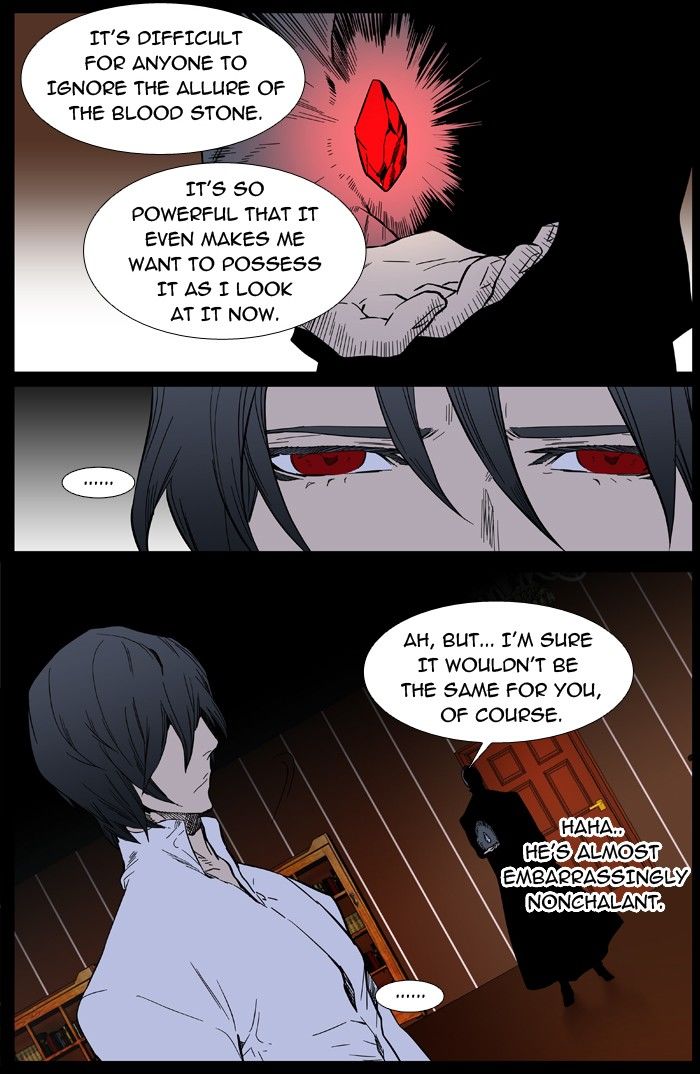 IT'S DIFFICULT
FOR ANYONE TO
IGNORE THE ALLURE OF
THE BLOOD STONE.
IT'S SO
POWERFUL THAT IT
EVEN MAKES ME
WANT TO POSSESS
IT AS I LOOK
AT IT NOW.
......
AH, BUT... I'M SURE
IT WOULDN'T BE
THE SAME FOR YOU,
OF COURSE.
HAHA..
HE'S ALMOST
EMBARRASSINGLY
NONCHALANT.
......